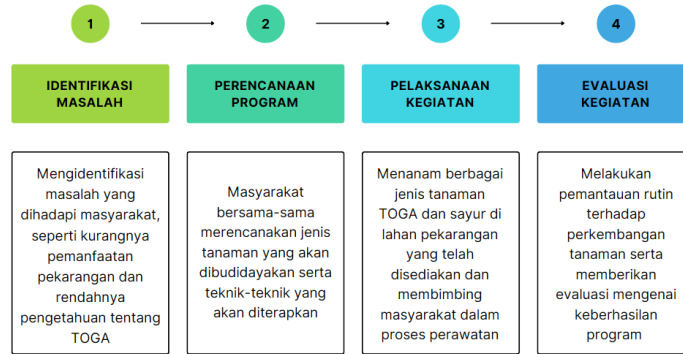 1
2
3
4
IDENTIFIKASI
MASALAH
PERENCANAAN
PROGRAM
PELAKSANAAN
KEGIATAN
EVALUASI
KEGIATAN
Mengidentifikasi
masalah yang
dihadapi masyarakat,
seperti kurangnya
pemanfaatan
pekarangan dan
rendahnya
pengetahuan tentang
TOGA
Masyarakat
bersama-sama
merencanakan jenis
tanaman yang akan
dibudidayakan serta
teknik-teknik yang
akan diterapkan
Menanam berbagai
jenis tanaman
TOGA dan sayur di
lahan pekarangan
yang telah
disediakan dan
membimbing
masyarakat dalam
proses perawatan
Melakukan
pemantauan rutin
terhadap
perkembangan
tanaman serta
memberikan
evaluasi mengenai
keberhasilan
program